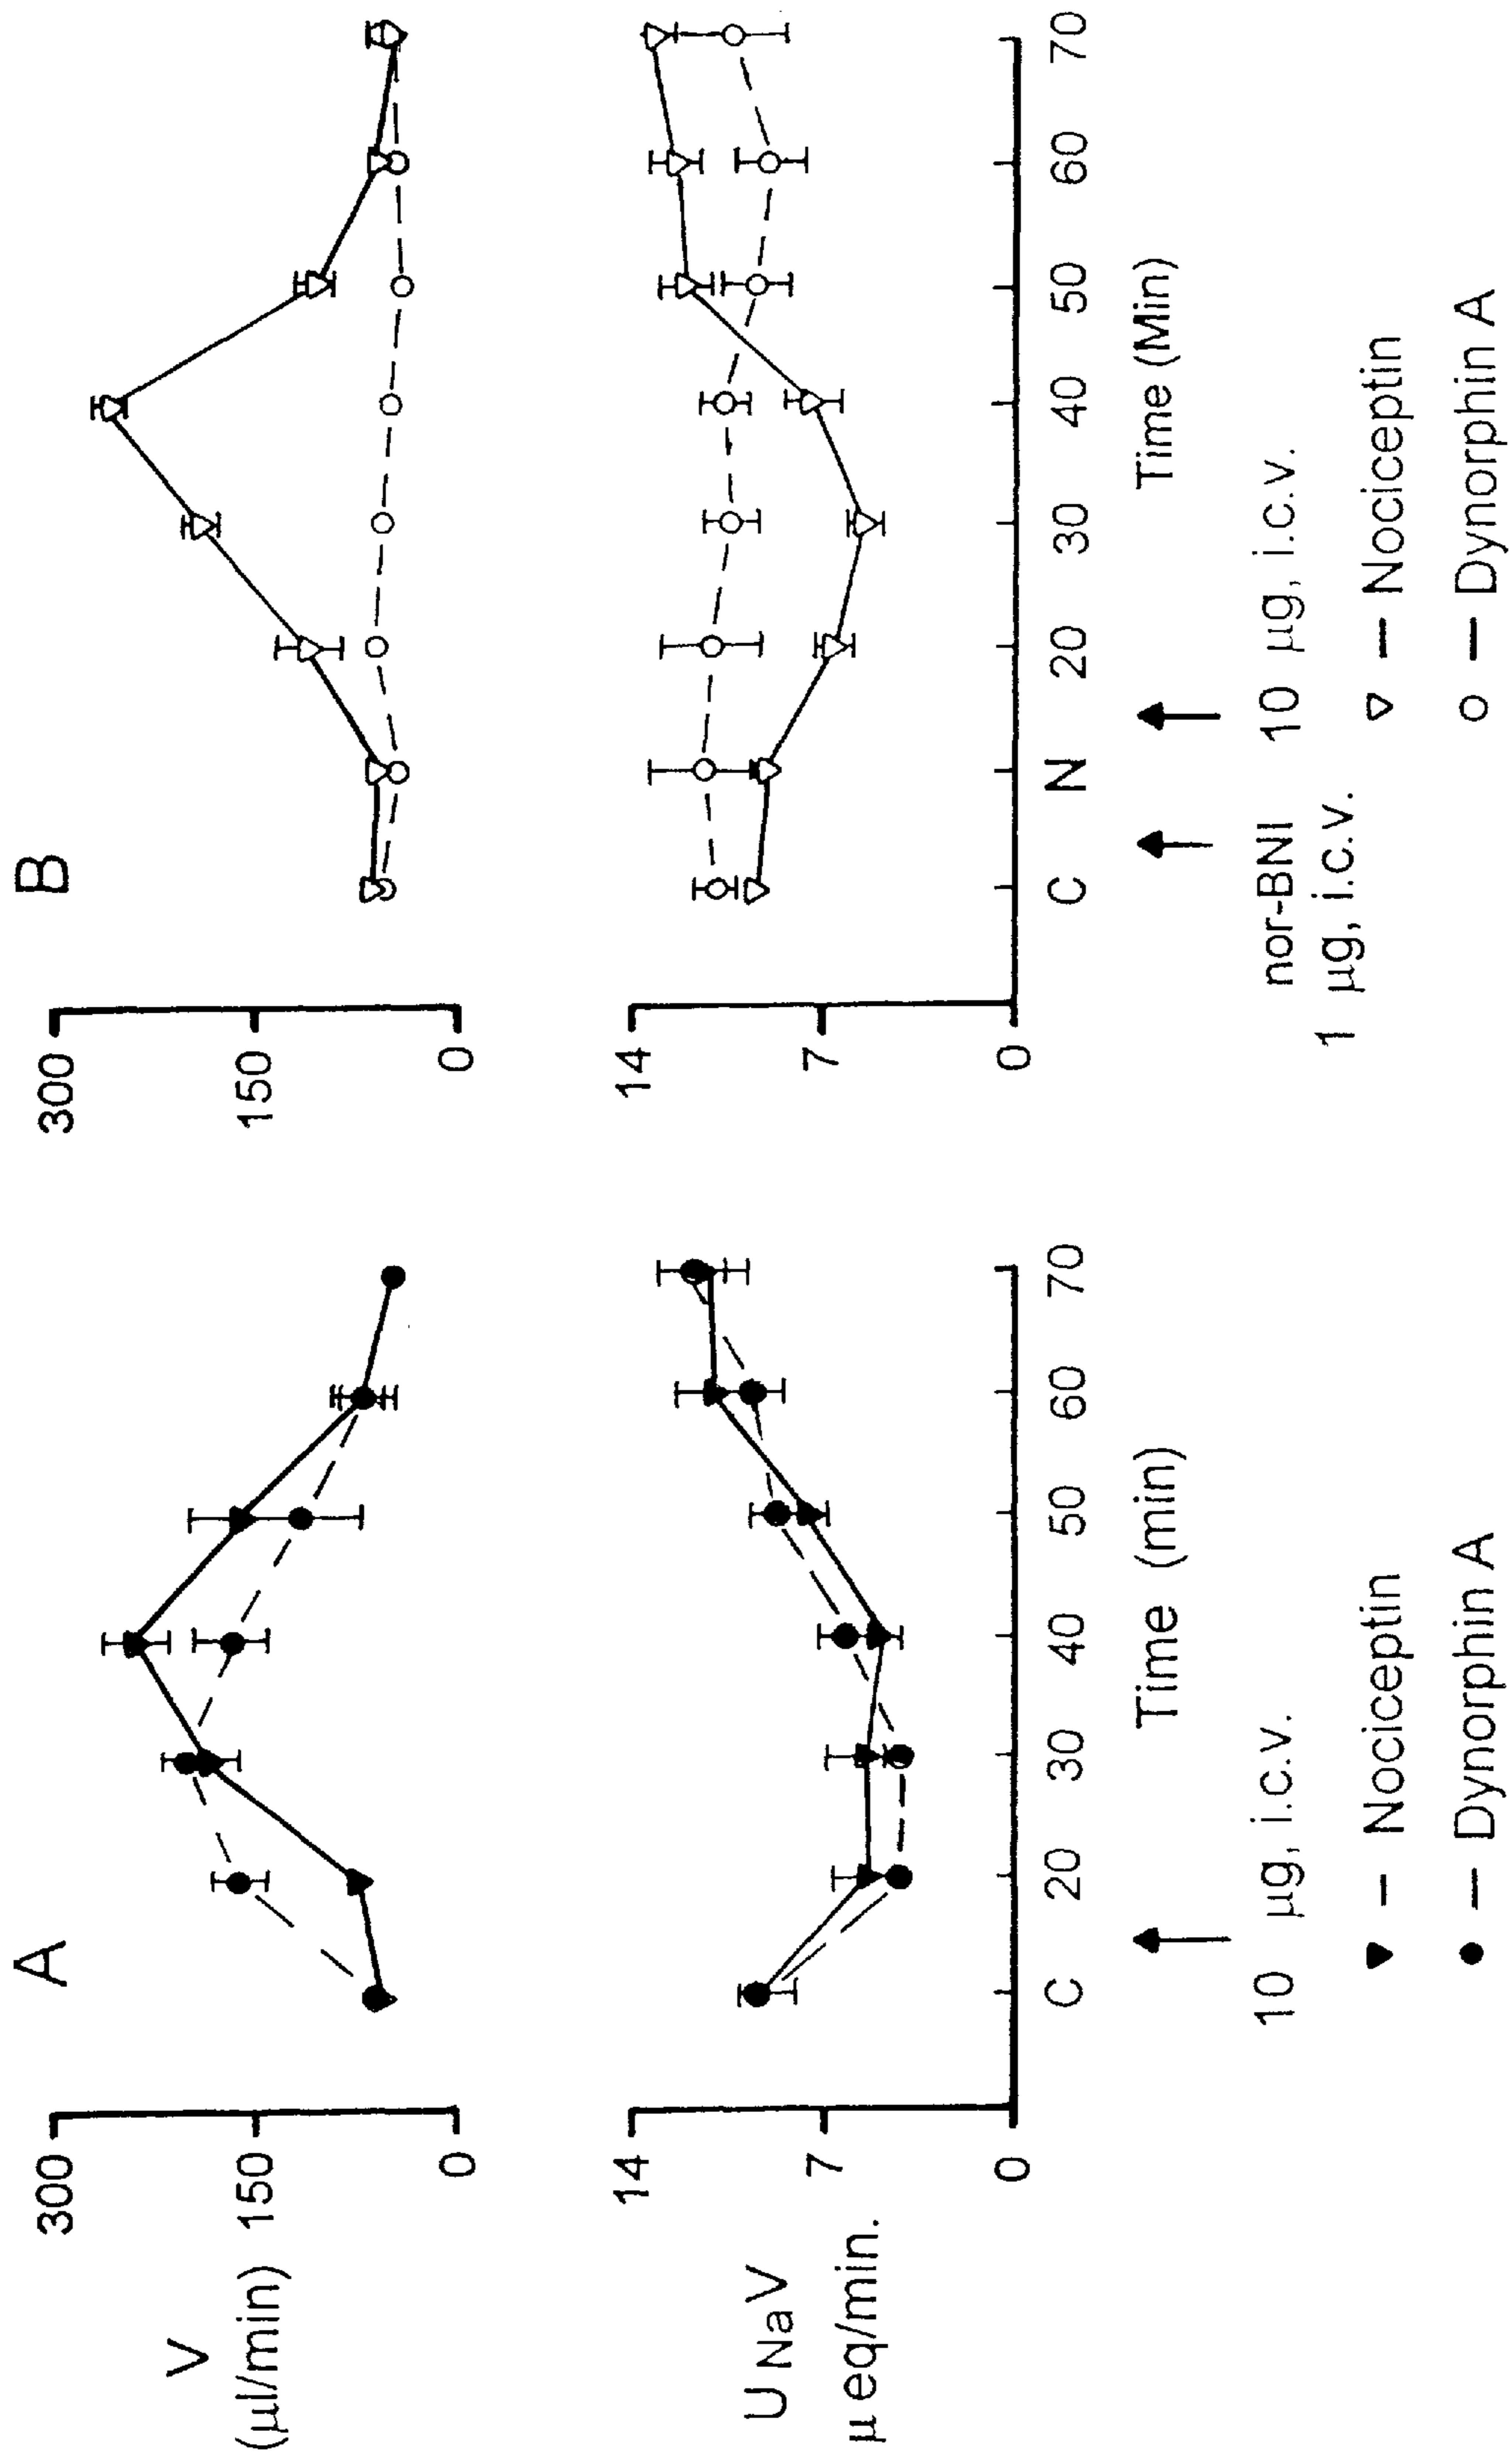 A
B
V
(µl/min)
300
150
0
300
150
0
U Na V
µ eq/min.
14
7
0
14
7
0
C 20 30 40 50 60 70
C N 20 30 40 50 60 70
Time (min)
Time (Min)
10 µg, i.c.v.
nor-BNI 10 µg, i.c.v.
1 µg, i.c.v.
Nociceptin
Dynorphin A
Nociceptin
Dynorphin A